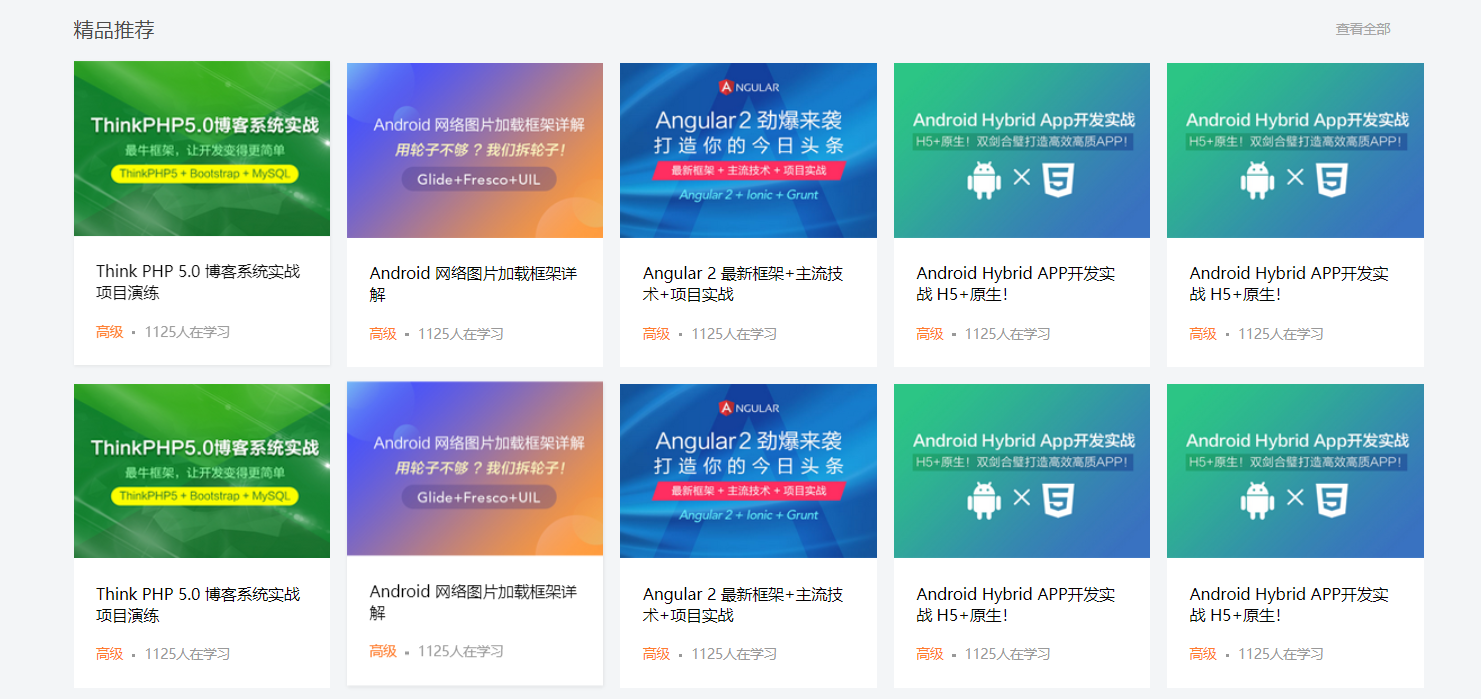 精品推荐
查看全部
ThinkPHP5.0博客系统实战
最牛框架，让开发变得更简单
ThinkPHP5 + Bootstrap + MySQL
Think PHP 5.0 博客系统实战
项目演练
高级 · 1125人在学习
Android 网络图片加载框架详解
用轮子不够？我们拆轮子！
Glide+Fresco+UIL
Android 网络图片加载框架详
解
高级 · 1125人在学习
ANGULAR
Angular2 劲爆来袭
打造你的今日头条
最新框架 + 主流技术 + 项目实战
Angular 2 + Ionic + Grunt
Angular 2 最新框架+主流技
术+项目实战
高级 · 1125人在学习
Android Hybrid App开发实战
H5+原生！双剑合璧打造高效高质APP！
5
Android Hybrid APP开发实
战 H5+原生！
高级 · 1125人在学习
Android Hybrid App开发实战
H5+原生！双剑合璧打造高效高质APP！
5
Android Hybrid APP开发实
战 H5+原生！
高级 · 1125人在学习
ThinkPHP5.0博客系统实战
最牛框架，让开发变得更简单
ThinkPHP5 + Bootstrap + MySQL
Think PHP 5.0 博客系统实战
项目演练
高级 · 1125人在学习
Android 网络图片加载框架详解
用轮子不够？我们拆轮子！
Glide+Fresco+UIL
Android 网络图片加载框架详
解
高级 · 1125人在学习
ANGULAR
Angular2 劲爆来袭
打造你的今日头条
最新框架 + 主流技术 + 项目实战
Angular 2 + Ionic + Grunt
Angular 2 最新框架+主流技
术+项目实战
高级 · 1125人在学习
Android Hybrid App开发实战
H5+原生！双剑合璧打造高效高质APP！
5
Android Hybrid APP开发实
战 H5+原生！
高级 · 1125人在学习
Android Hybrid App开发实战
H5+原生！双剑合璧打造高效高质APP！
5
Android Hybrid APP开发实
战 H5+原生！
高级 · 1125人在学习